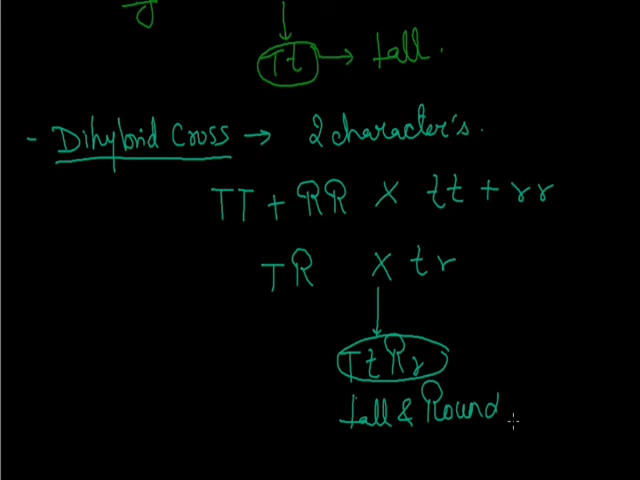 Tt → tall.
- Dihybrid Cross → 2 character's.
TT + RR X tt + rr
TR X tr
TtRr
tall & Round